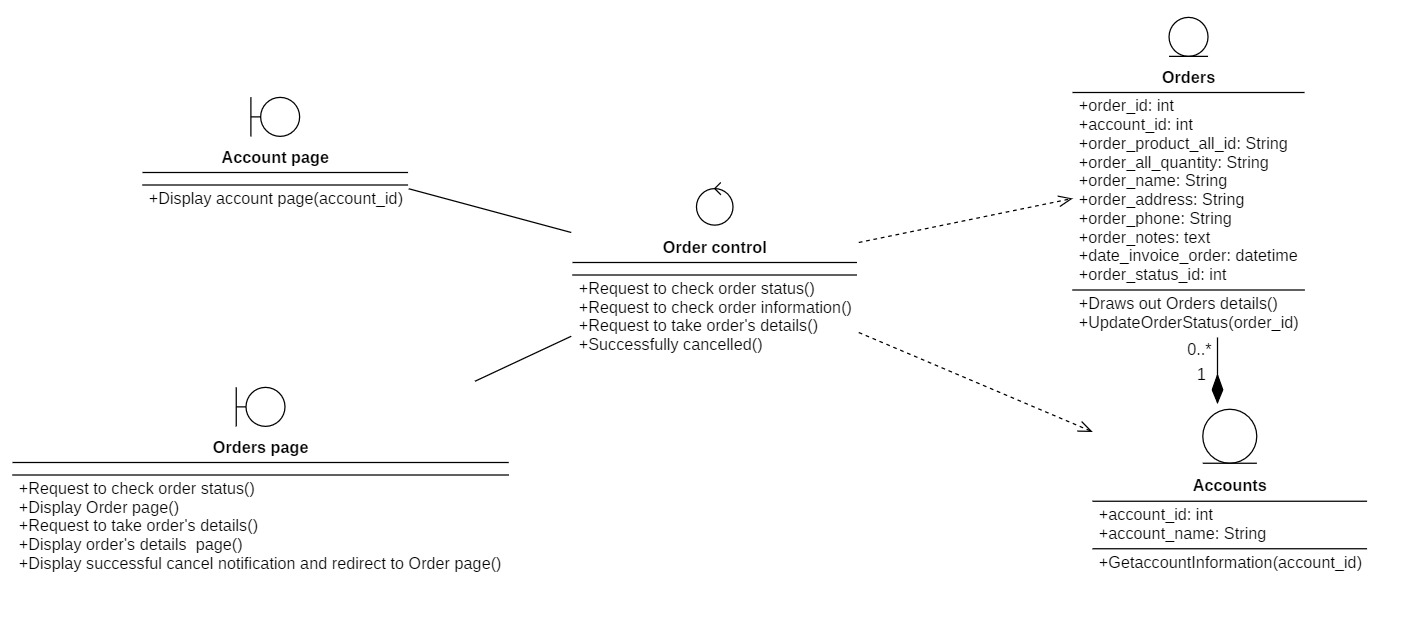 Account page
+Display account page(account_id)
Orders page
+Request to check order status()
+Display Order page()
+Request to take order's details()
+Display order's details  page()
+Display successful cancel notification and redirect to Order page()
Order control
+Request to check order status()
+Request to check order information()
+Request to take order's details()
+Successfully cancelled()
Orders
+order_id: int
+account_id: int
+order_product_all_id: String
+order_all_quantity: String
+order_name: String
+order_address: String
+order_phone: String
+order_notes: text
+date_invoice_order: datetime
+order_status_id: int
+Draws out Orders details()
+UpdateOrderStatus(order_id)
0..*
1
Accounts
+account_id: int
+account_name: String
+GetaccountInformation(account_id)